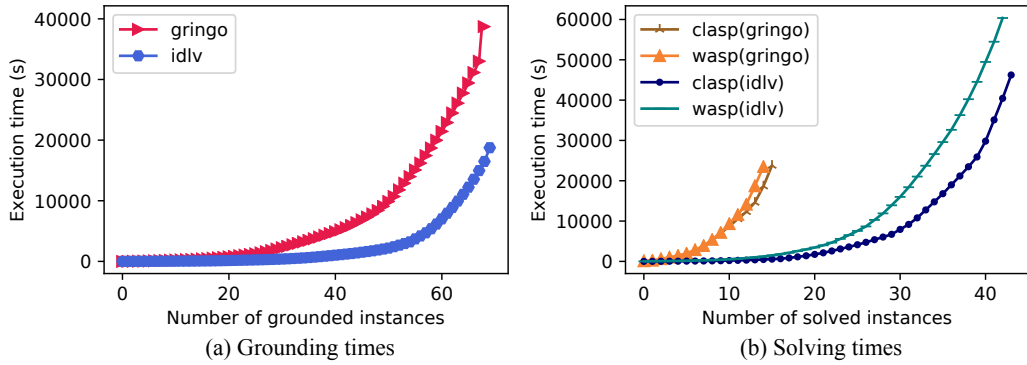 40000
30000
20000
10000
0
Execution time (s)
gringo
idlv
0
20
40
60
Number of grounded instances
(a) Grounding times
60000
50000
40000
30000
20000
10000
0
Execution time (s)
clasp(gringo)
wasp(gringo)
clasp(idlv)
wasp(idlv)
0
10
20
30
40
Number of solved instances
(b) Solving times